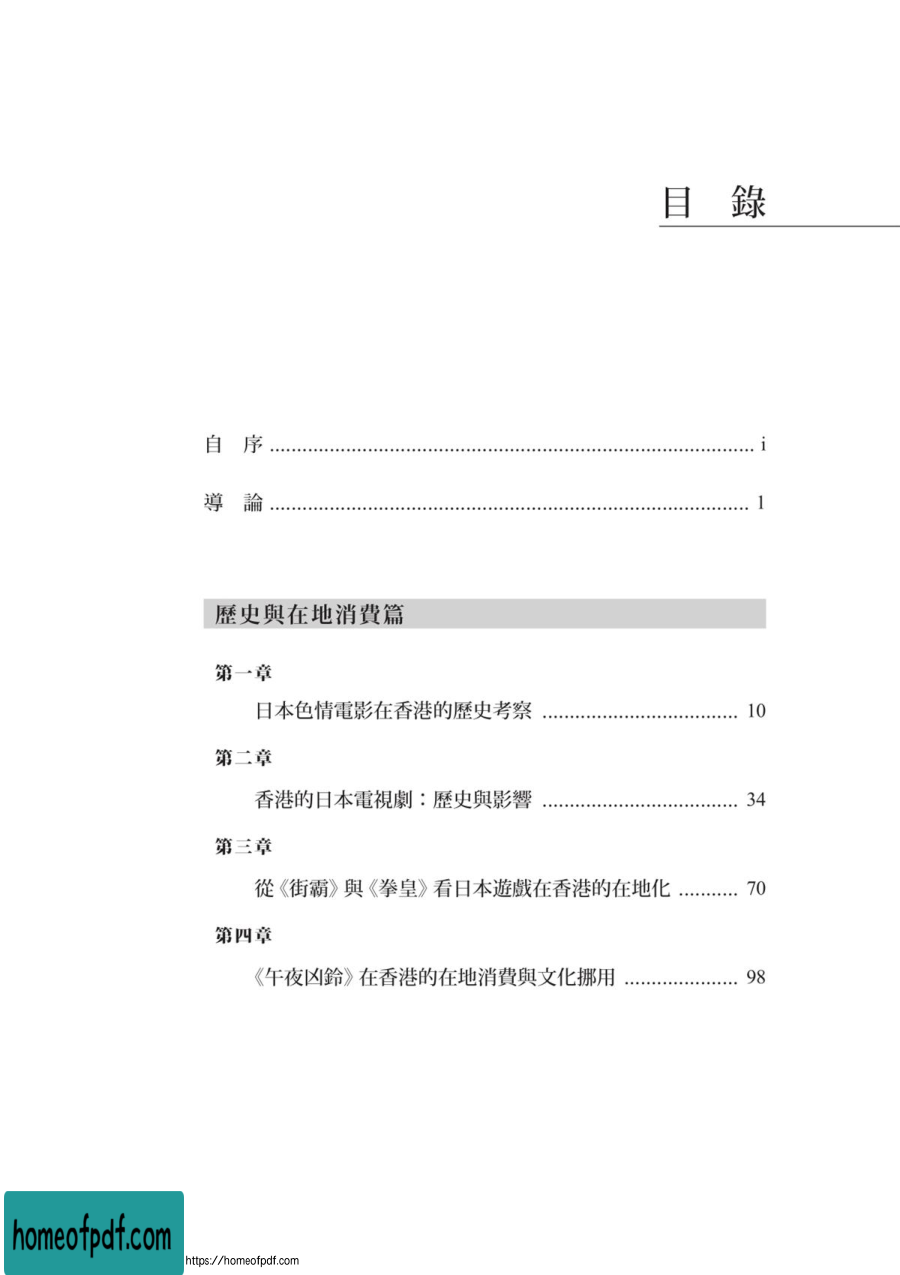 目 錄
自 序 ........................................................................................... i
導 論 .......................................................................................... 1
歷史與在地消費篇
第一章
日本色情電影在香港的歷史考察 .................................... 10
第二章
香港的日本電視劇：歷史與影響 .................................... 34
第三章
從《街霸》與《拳皇》看日本遊戲在香港的在地化 ........... 70
第四章
《午夜凶鈴》在香港的在地消費與文化挪用 ..................... 98
homeofpdf.com
https://homeofpdf.com